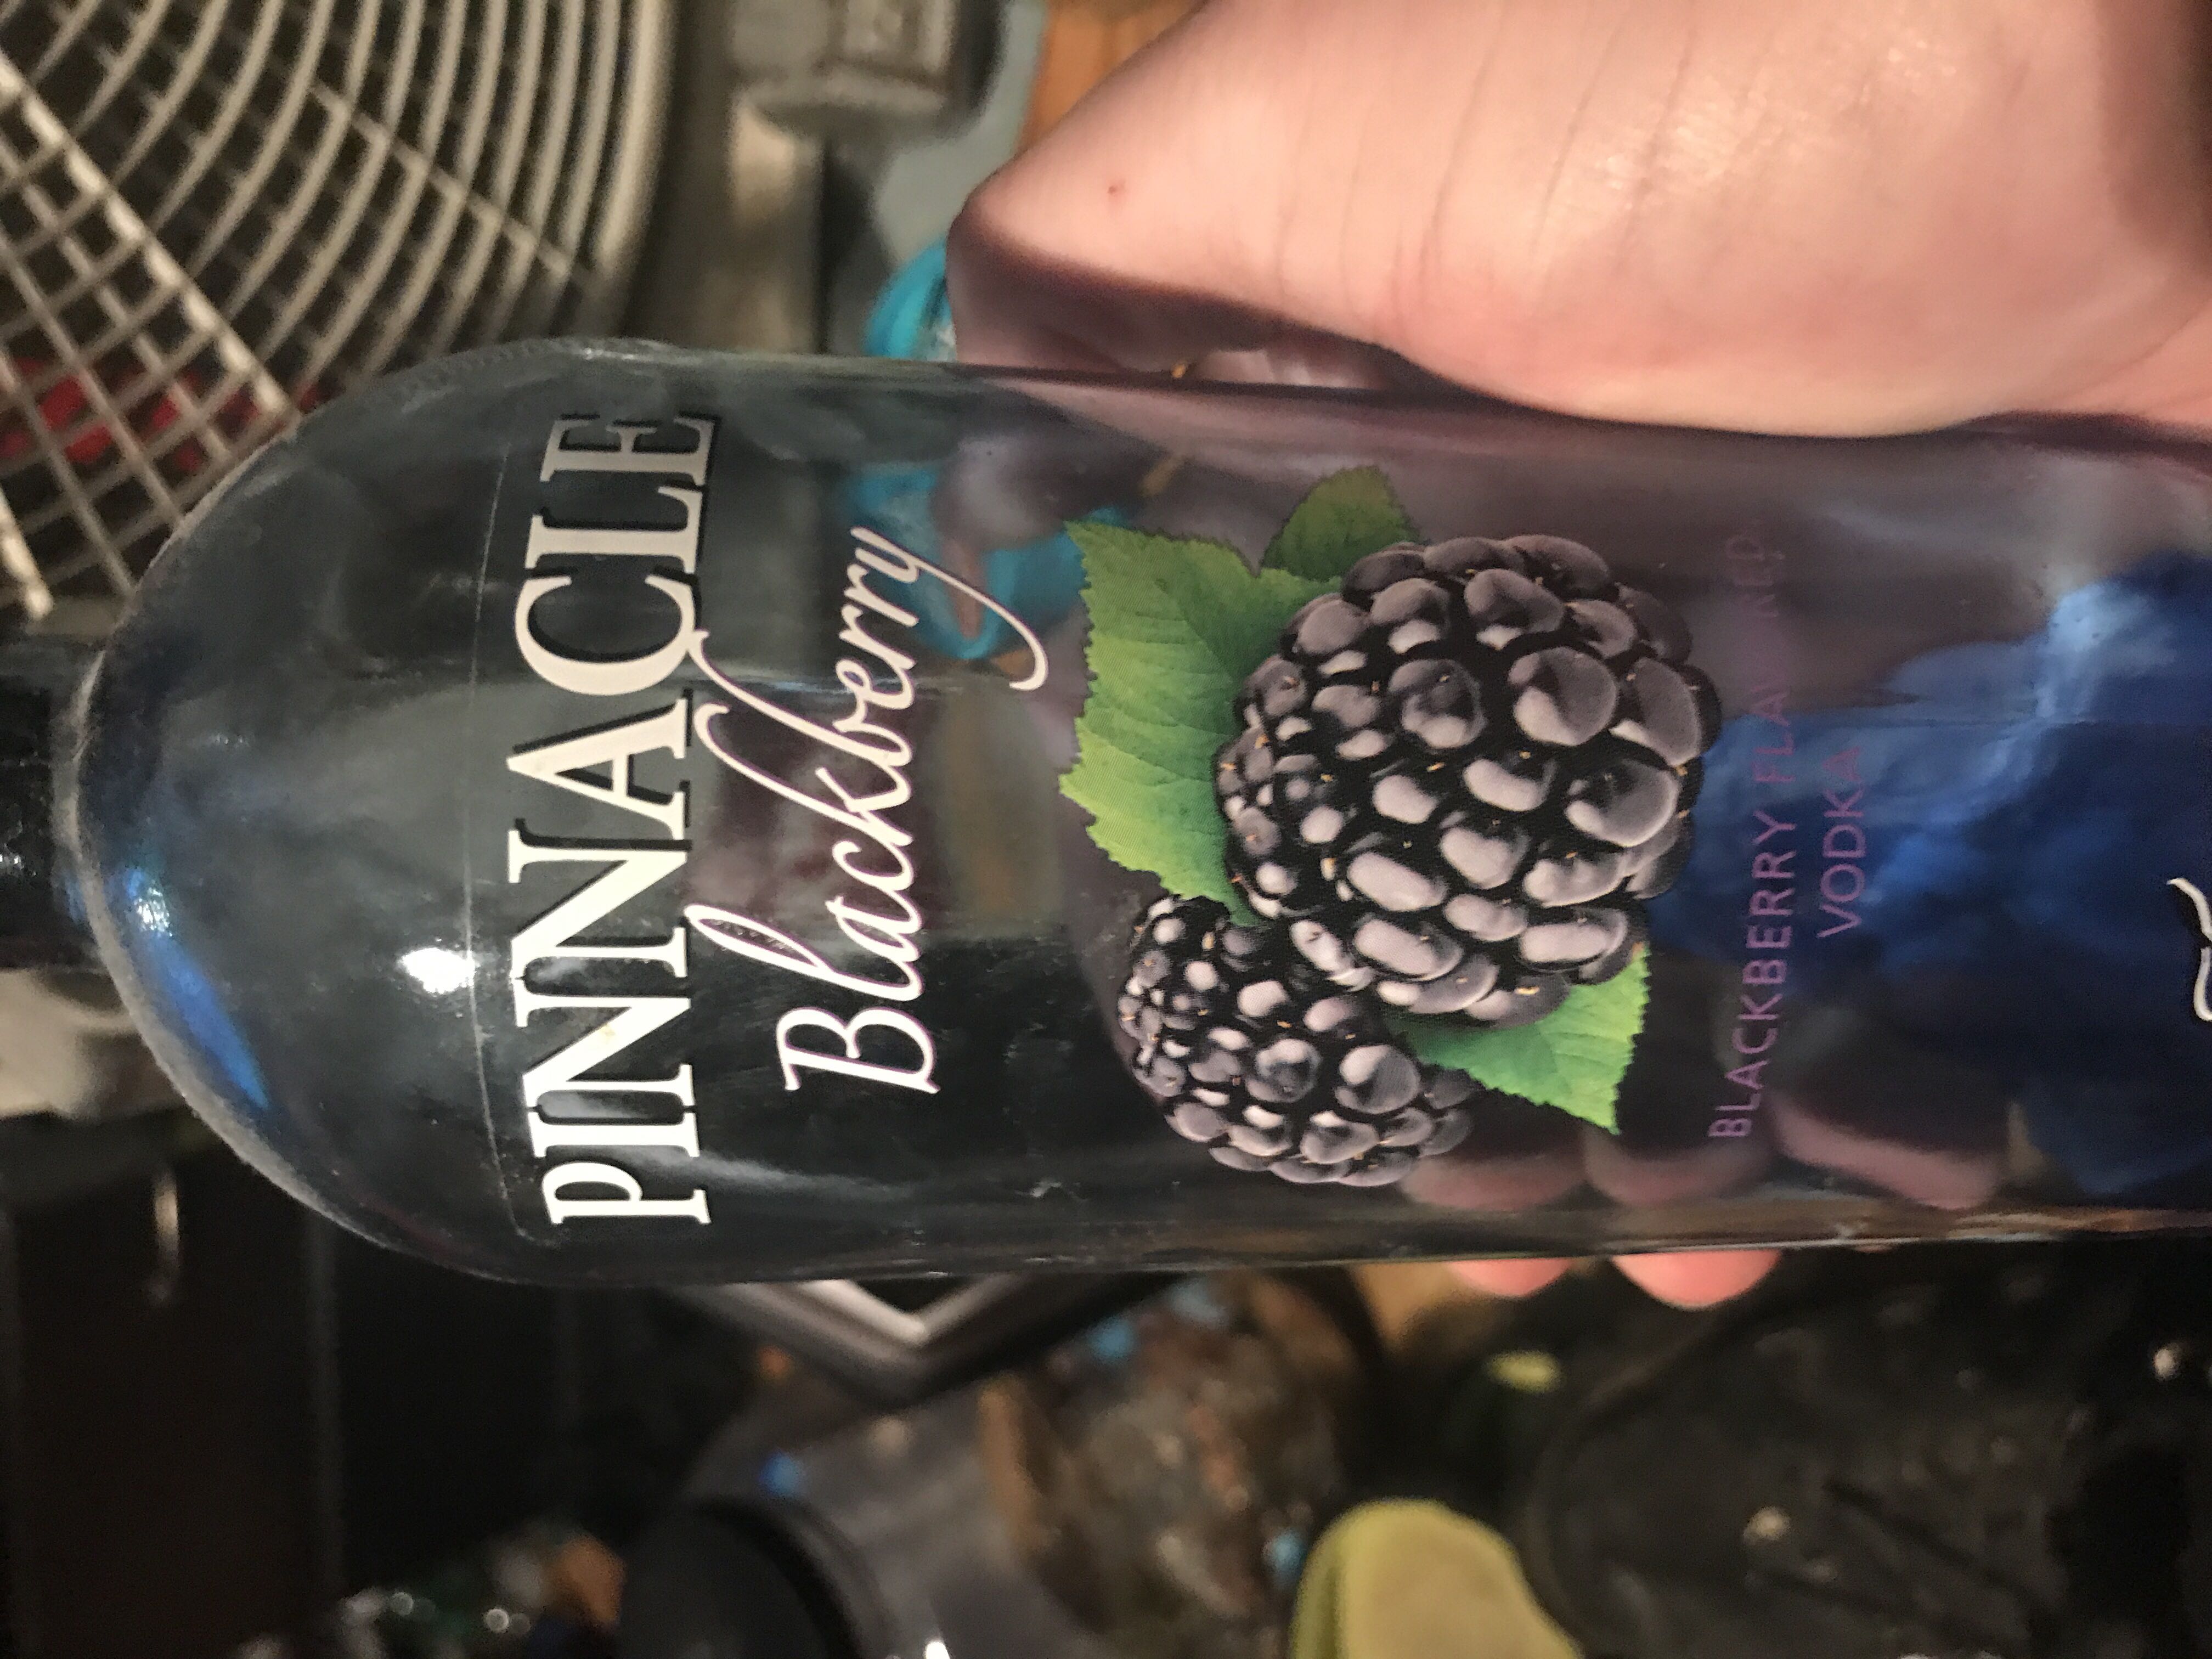 PINNACLE
Blackberry
BLACKBERRY FLAVORED
VODKA